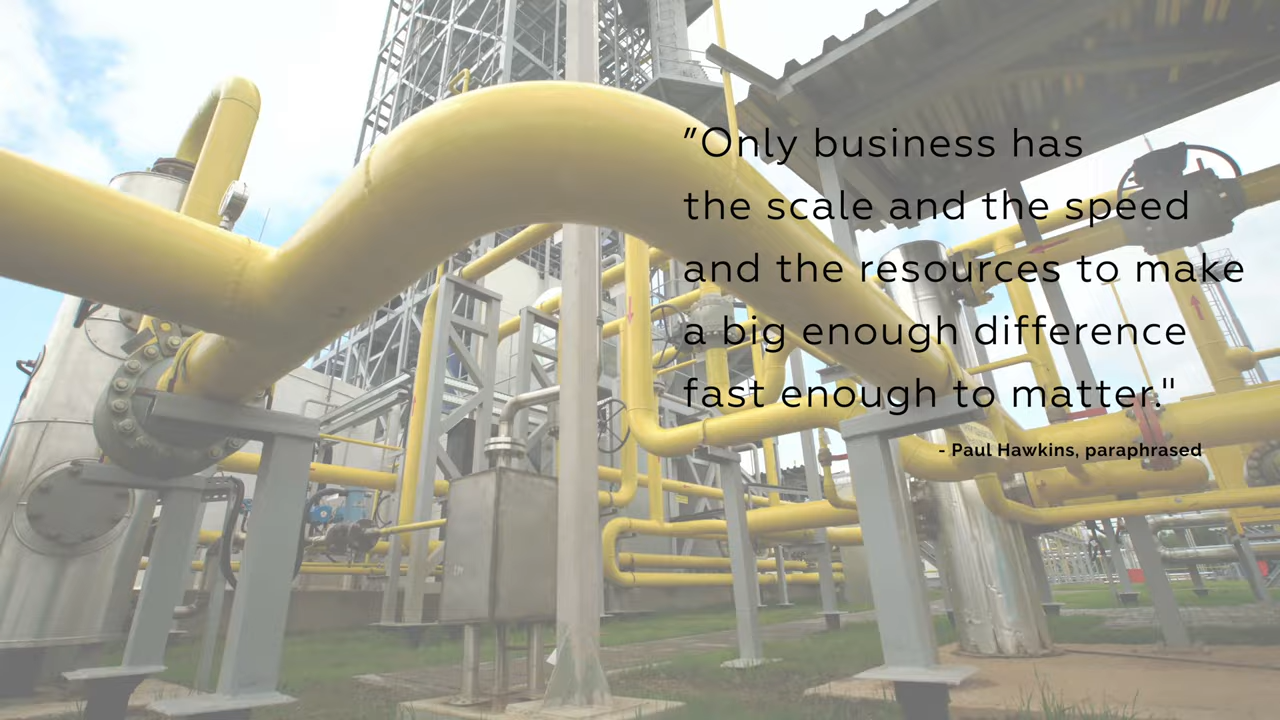 "Only business has
the scale and the speed
and the resources to make
a big enough difference
fast enough to matter."
- Paul Hawkins, paraphrased